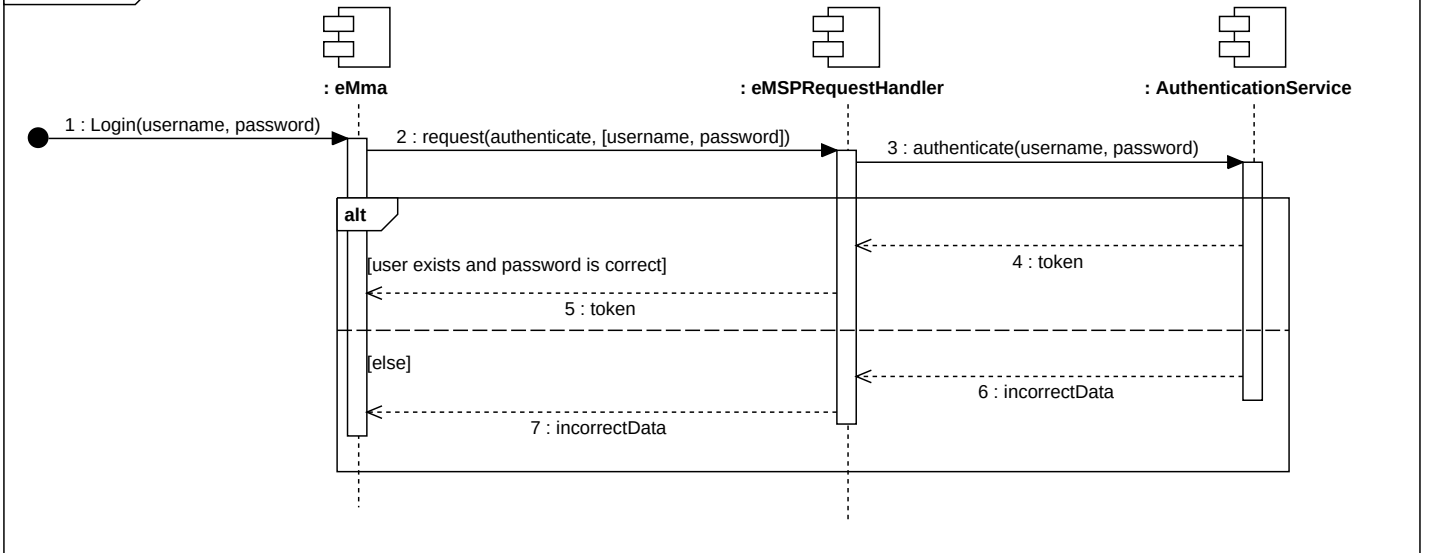 : eMma
: eMSPRequestHandler
: AuthenticationService
1 : Login(username, password)
2 : request(authenticate, [username, password])
3 : authenticate(username, password)
alt
4 : token
[user exists and password is correct]
5 : token
[else]
6 : incorrectData
7 : incorrectData